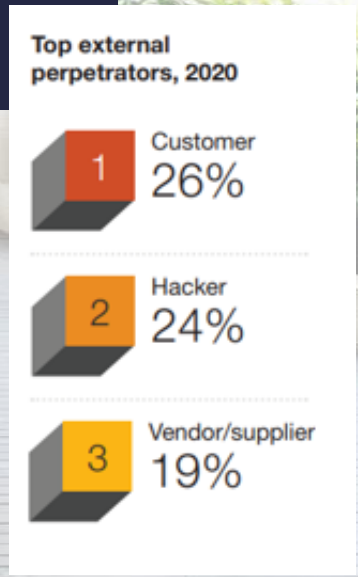 Top external
perpetrators, 2020
1
Customer
26%
2
Hacker
24%
3
Vendor/supplier
19%